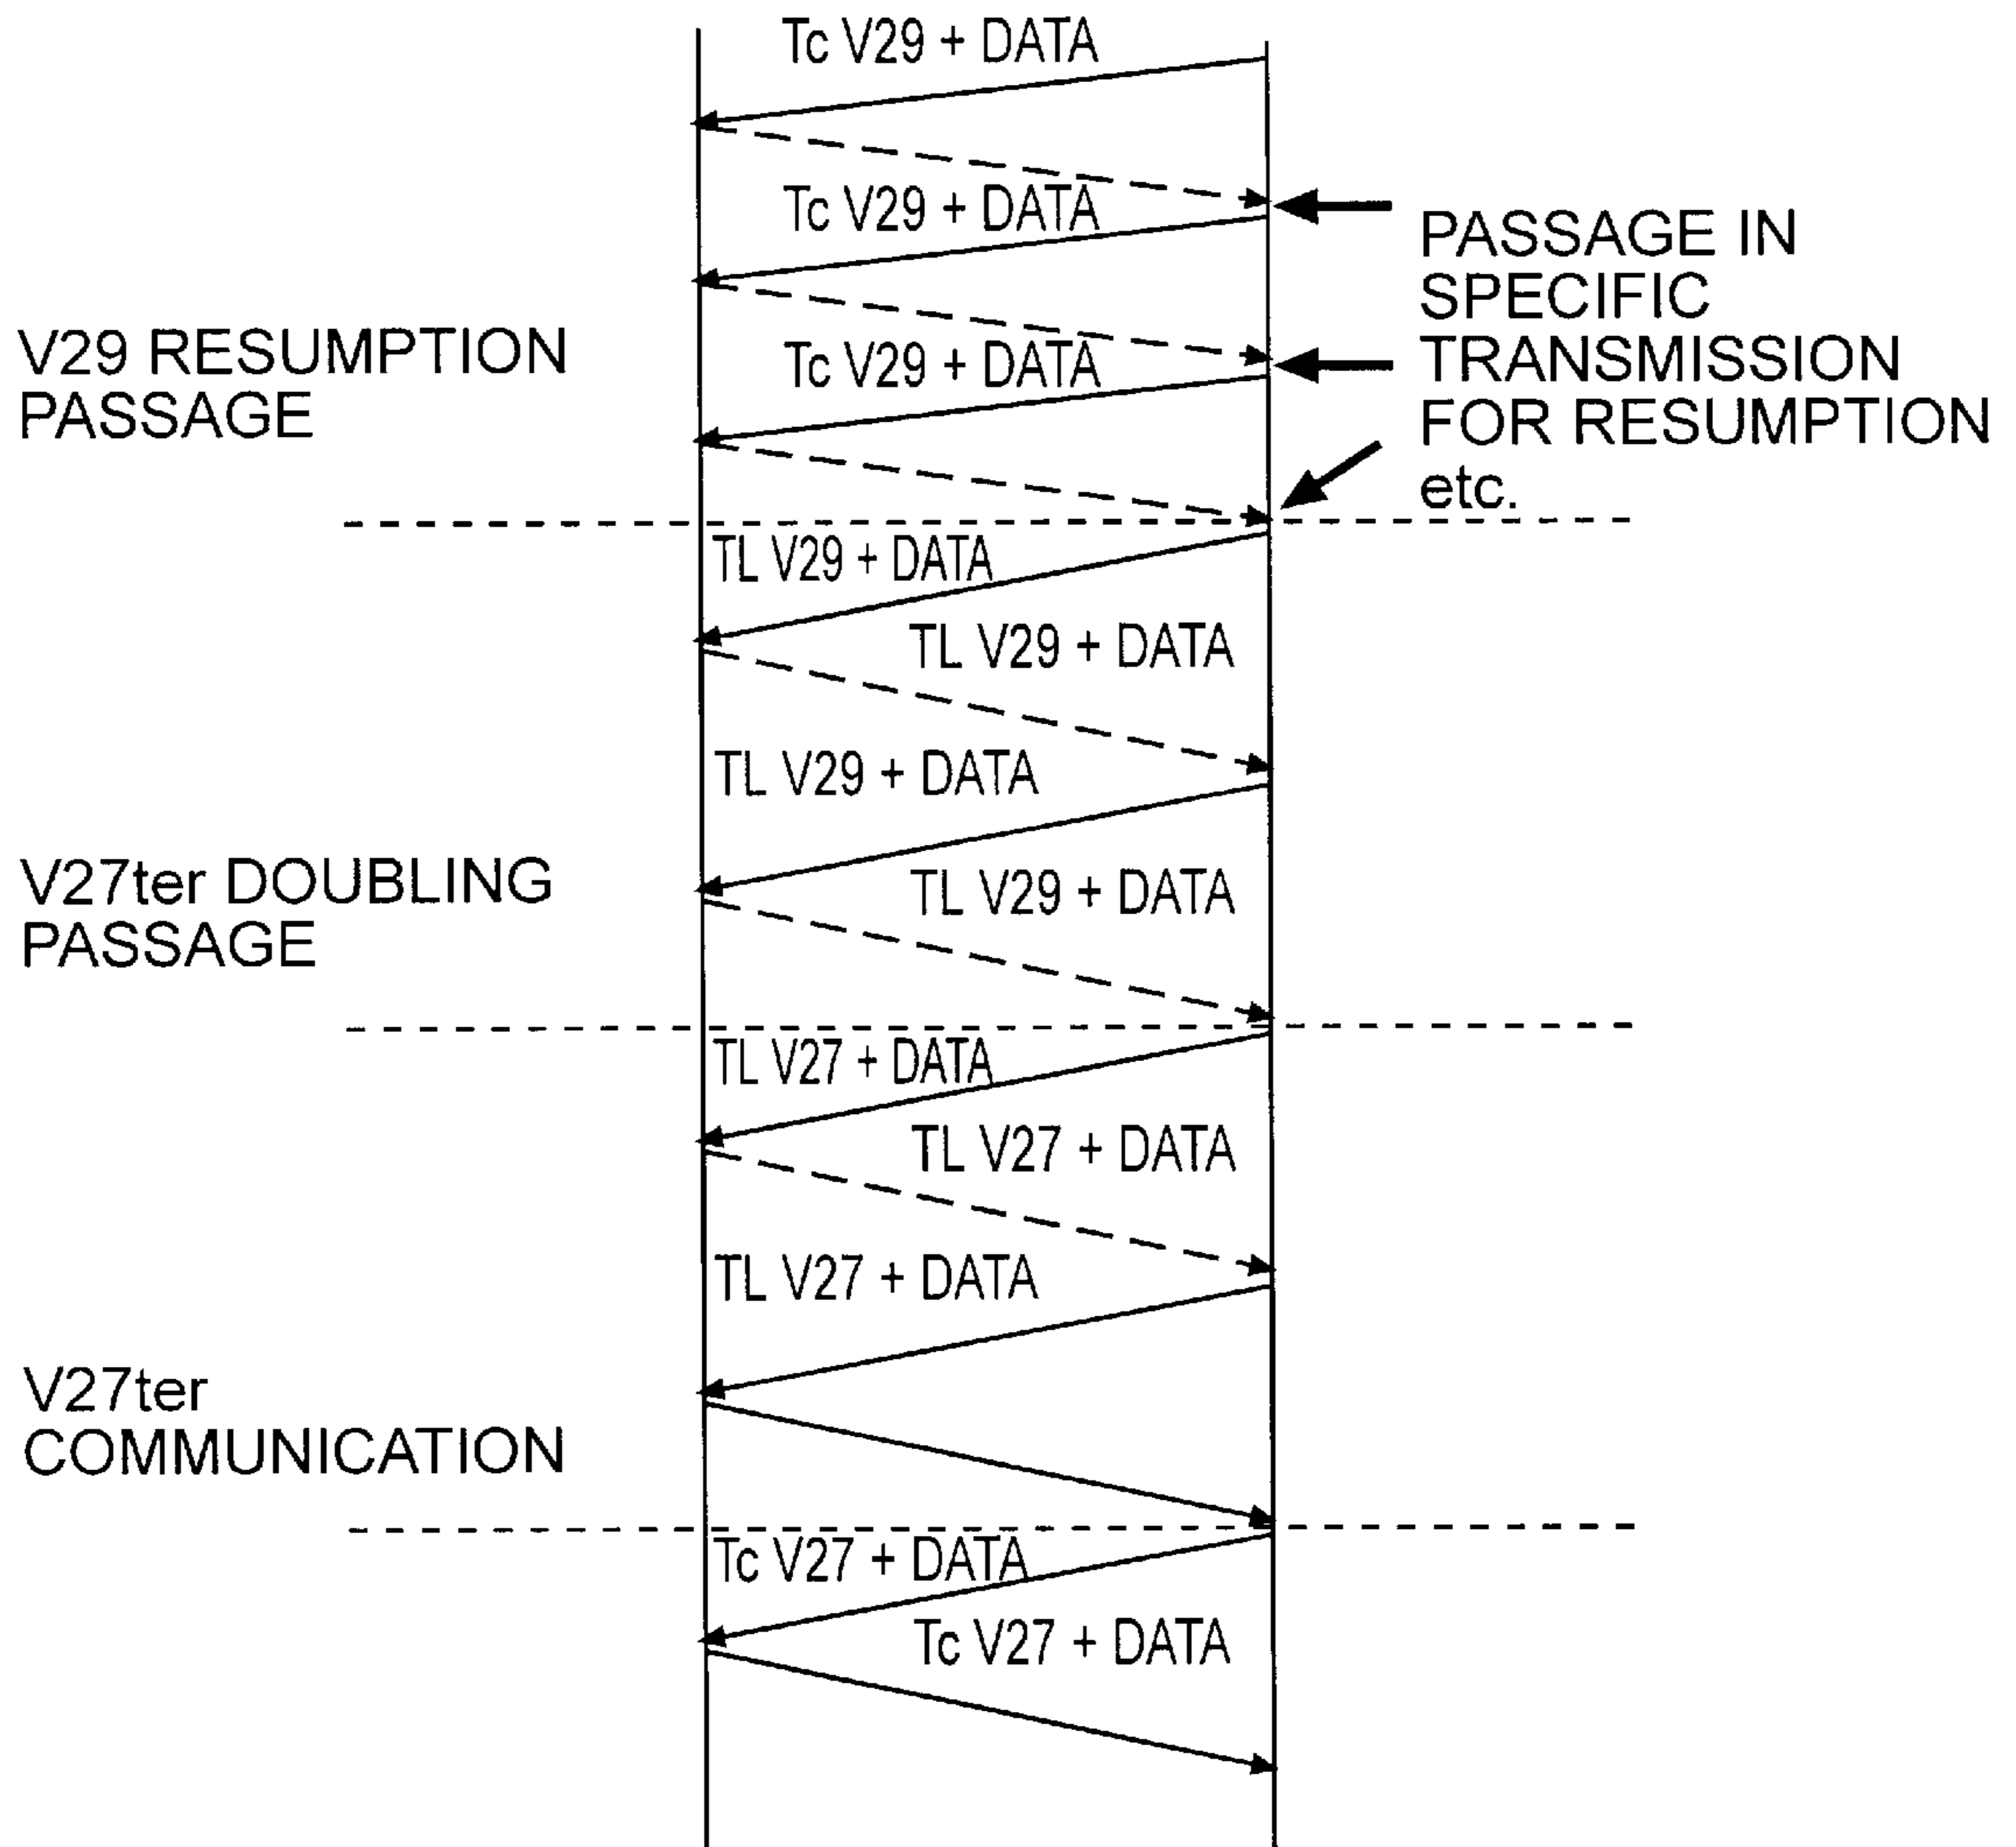 Tc V29 + DATA
Tc V29 + DATA
PASSAGE IN
SPECIFIC
TRANSMISSION
FOR RESUMPTION
etc.
V29 RESUMPTION
PASSAGE
Tc V29 + DATA
TL V29 + DATA
TL V29 + DATA
TL V29 + DATA
V27ter DOUBLING
PASSAGE
TL V29 + DATA
TL V27 + DATA
TL V27 + DATA
TL V27 + DATA
V27ter
COMMUNICATION
Tc V27 + DATA
Tc V27 + DATA